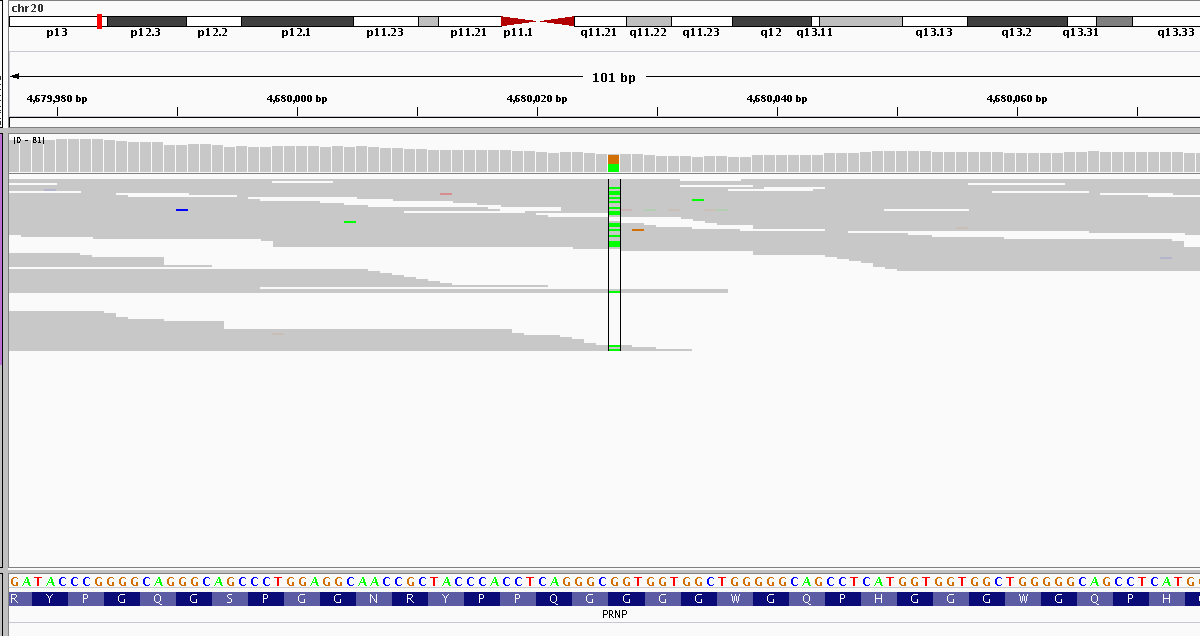 chr20
p13 p12.3 p12.2 p12.1 p11.23 p11.21 p11.1 q11.21 q11.22 q11.23 q12 q13.11 q13.13 q13.2 q13.31 q13.33
101 bp
4,679,980 bp 4,680,000 bp 4,680,020 bp 4,680,040 bp 4,680,060 bp
[0 - 81]
GATACCCGGGGCAGGGCAGCCCTGGAGGCAACCGCTACCCACCTCAGGGCGGTGGTGGCTGGGGGCAGCCTCATGGTGGTGGCTGGGGGCAGCCTCATG
R Y P G Q G S P G G N R Y P P Q G G G G W G Q P H G G G W G Q P H
PRNP